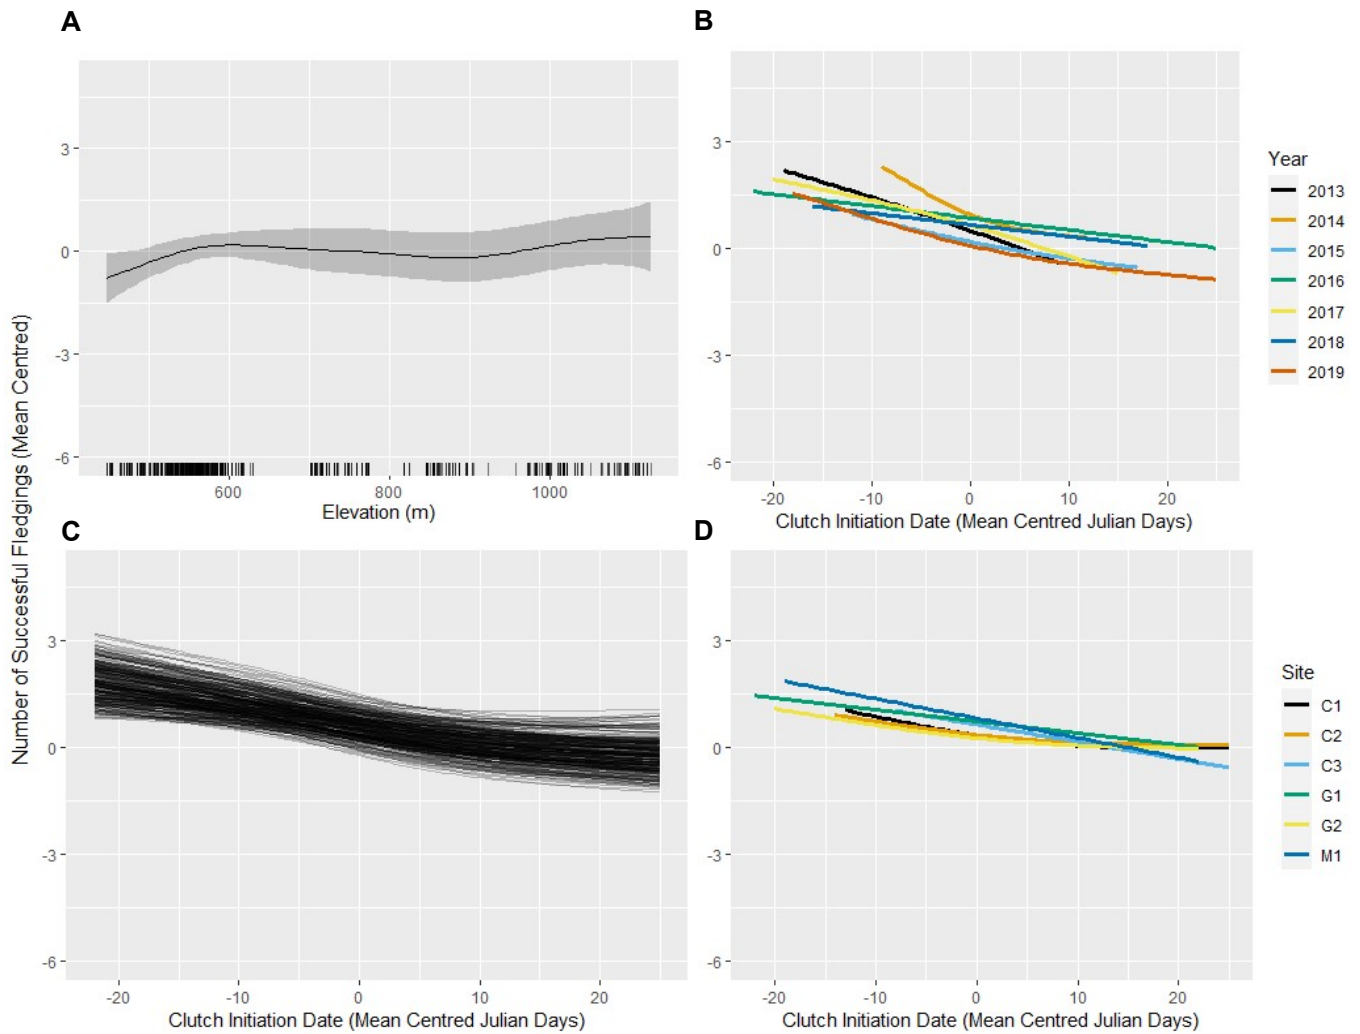 A
3
0
-3
-6
600
800
1000
Elevation (m)
B
3
0
-3
-6
-20
-10
0
10
20
Clutch Initiation Date (Mean Centred Julian Days)
Year
2013
2014
2015
2016
2017
2018
2019
Number of Successful Fledgings (Mean Centred)
C
3
0
-3
-6
-20
-10
0
10
20
Clutch Initiation Date (Mean Centred Julian Days)
D
3
0
-3
-6
-20
-10
0
10
20
Clutch Initiation Date (Mean Centred Julian Days)
Site
C1
C2
C3
G1
G2
M1